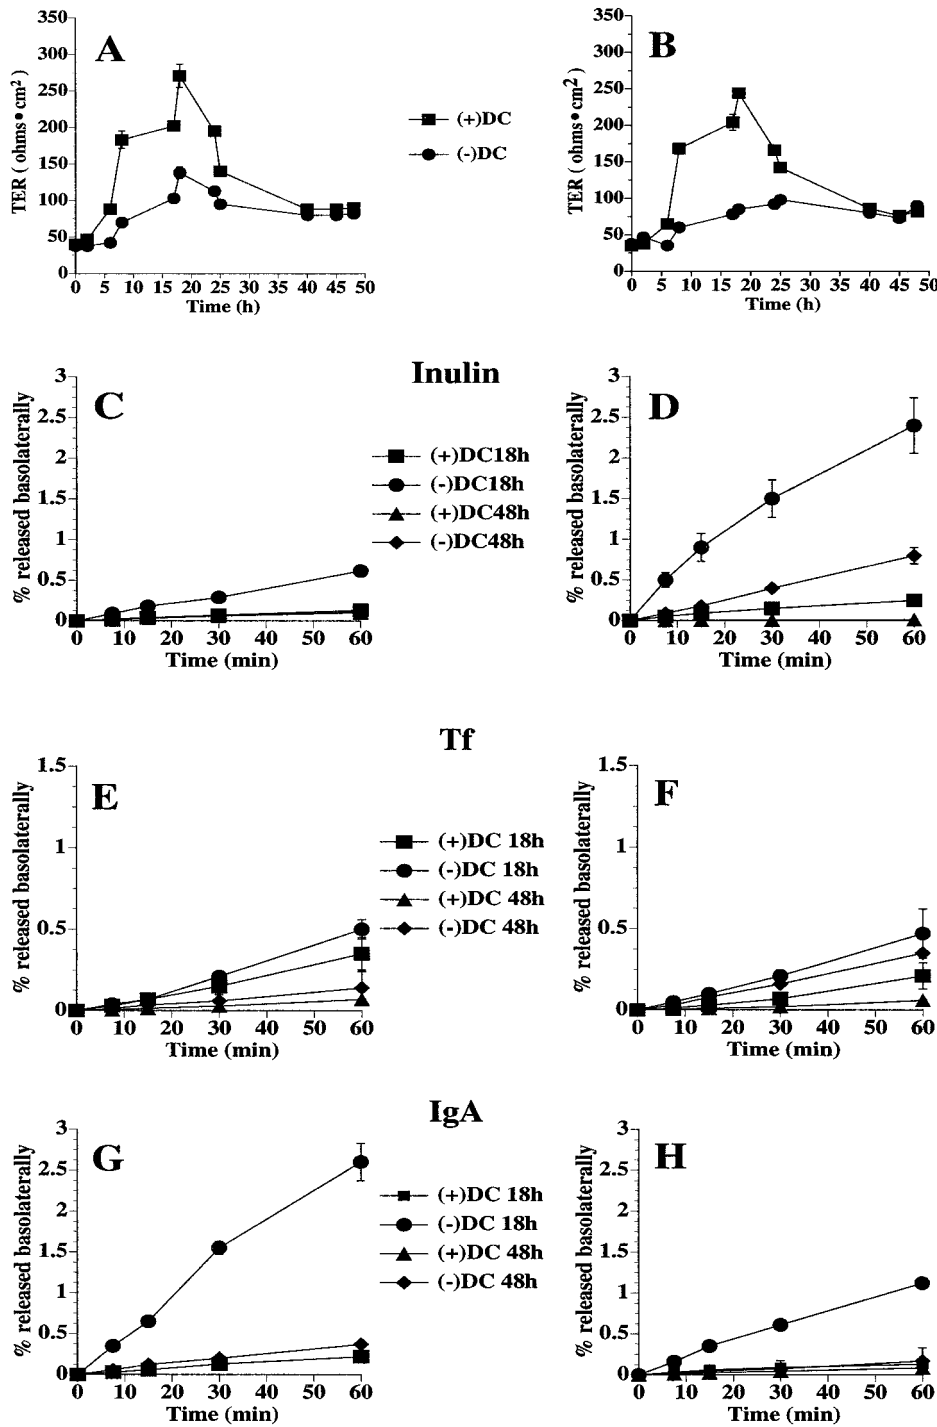 A
TER ( ohms • cm²)
350
300
250
200
150
100
50
0
0 5 10 15 20 25 30 35 40 45 50
Time (h)
(+)DC
(-)DC
B
TER ( ohms • cm²)
350
300
250
200
150
100
50
0
0 5 10 15 20 25 30 35 40 45 50
Time (h)
Inulin
C
% released basolaterally
3
2.5
2
1.5
1
0.5
0
0 10 20 30 40 50 60
Time (min)
(+)DC18h
(-)DC18h
(+)DC48h
(-)DC48h
D
% released basolaterally
3
2.5
2
1.5
1
0.5
0
0 10 20 30 40 50 60
Time (min)
Tf
E
% released basolaterally
1.5
1
0.5
0
0 10 20 30 40 50 60
Time (min)
(+)DC 18h
(-)DC 18h
(+)DC 48h
(-)DC 48h
F
% released basolaterally
1.5
1
0.5
0
0 10 20 30 40 50 60
Time (min)
IgA
G
% released basolaterally
3
2.5
2
1.5
1
0.5
0
0 10 20 30 40 50 60
Time (min)
(+)DC 18h
(-)DC 18h
(+)DC 48h
(-)DC 48h
H
% released basolaterally
3
2.5
2
1.5
1
0.5
0
0 10 20 30 40 50 60
Time (min)